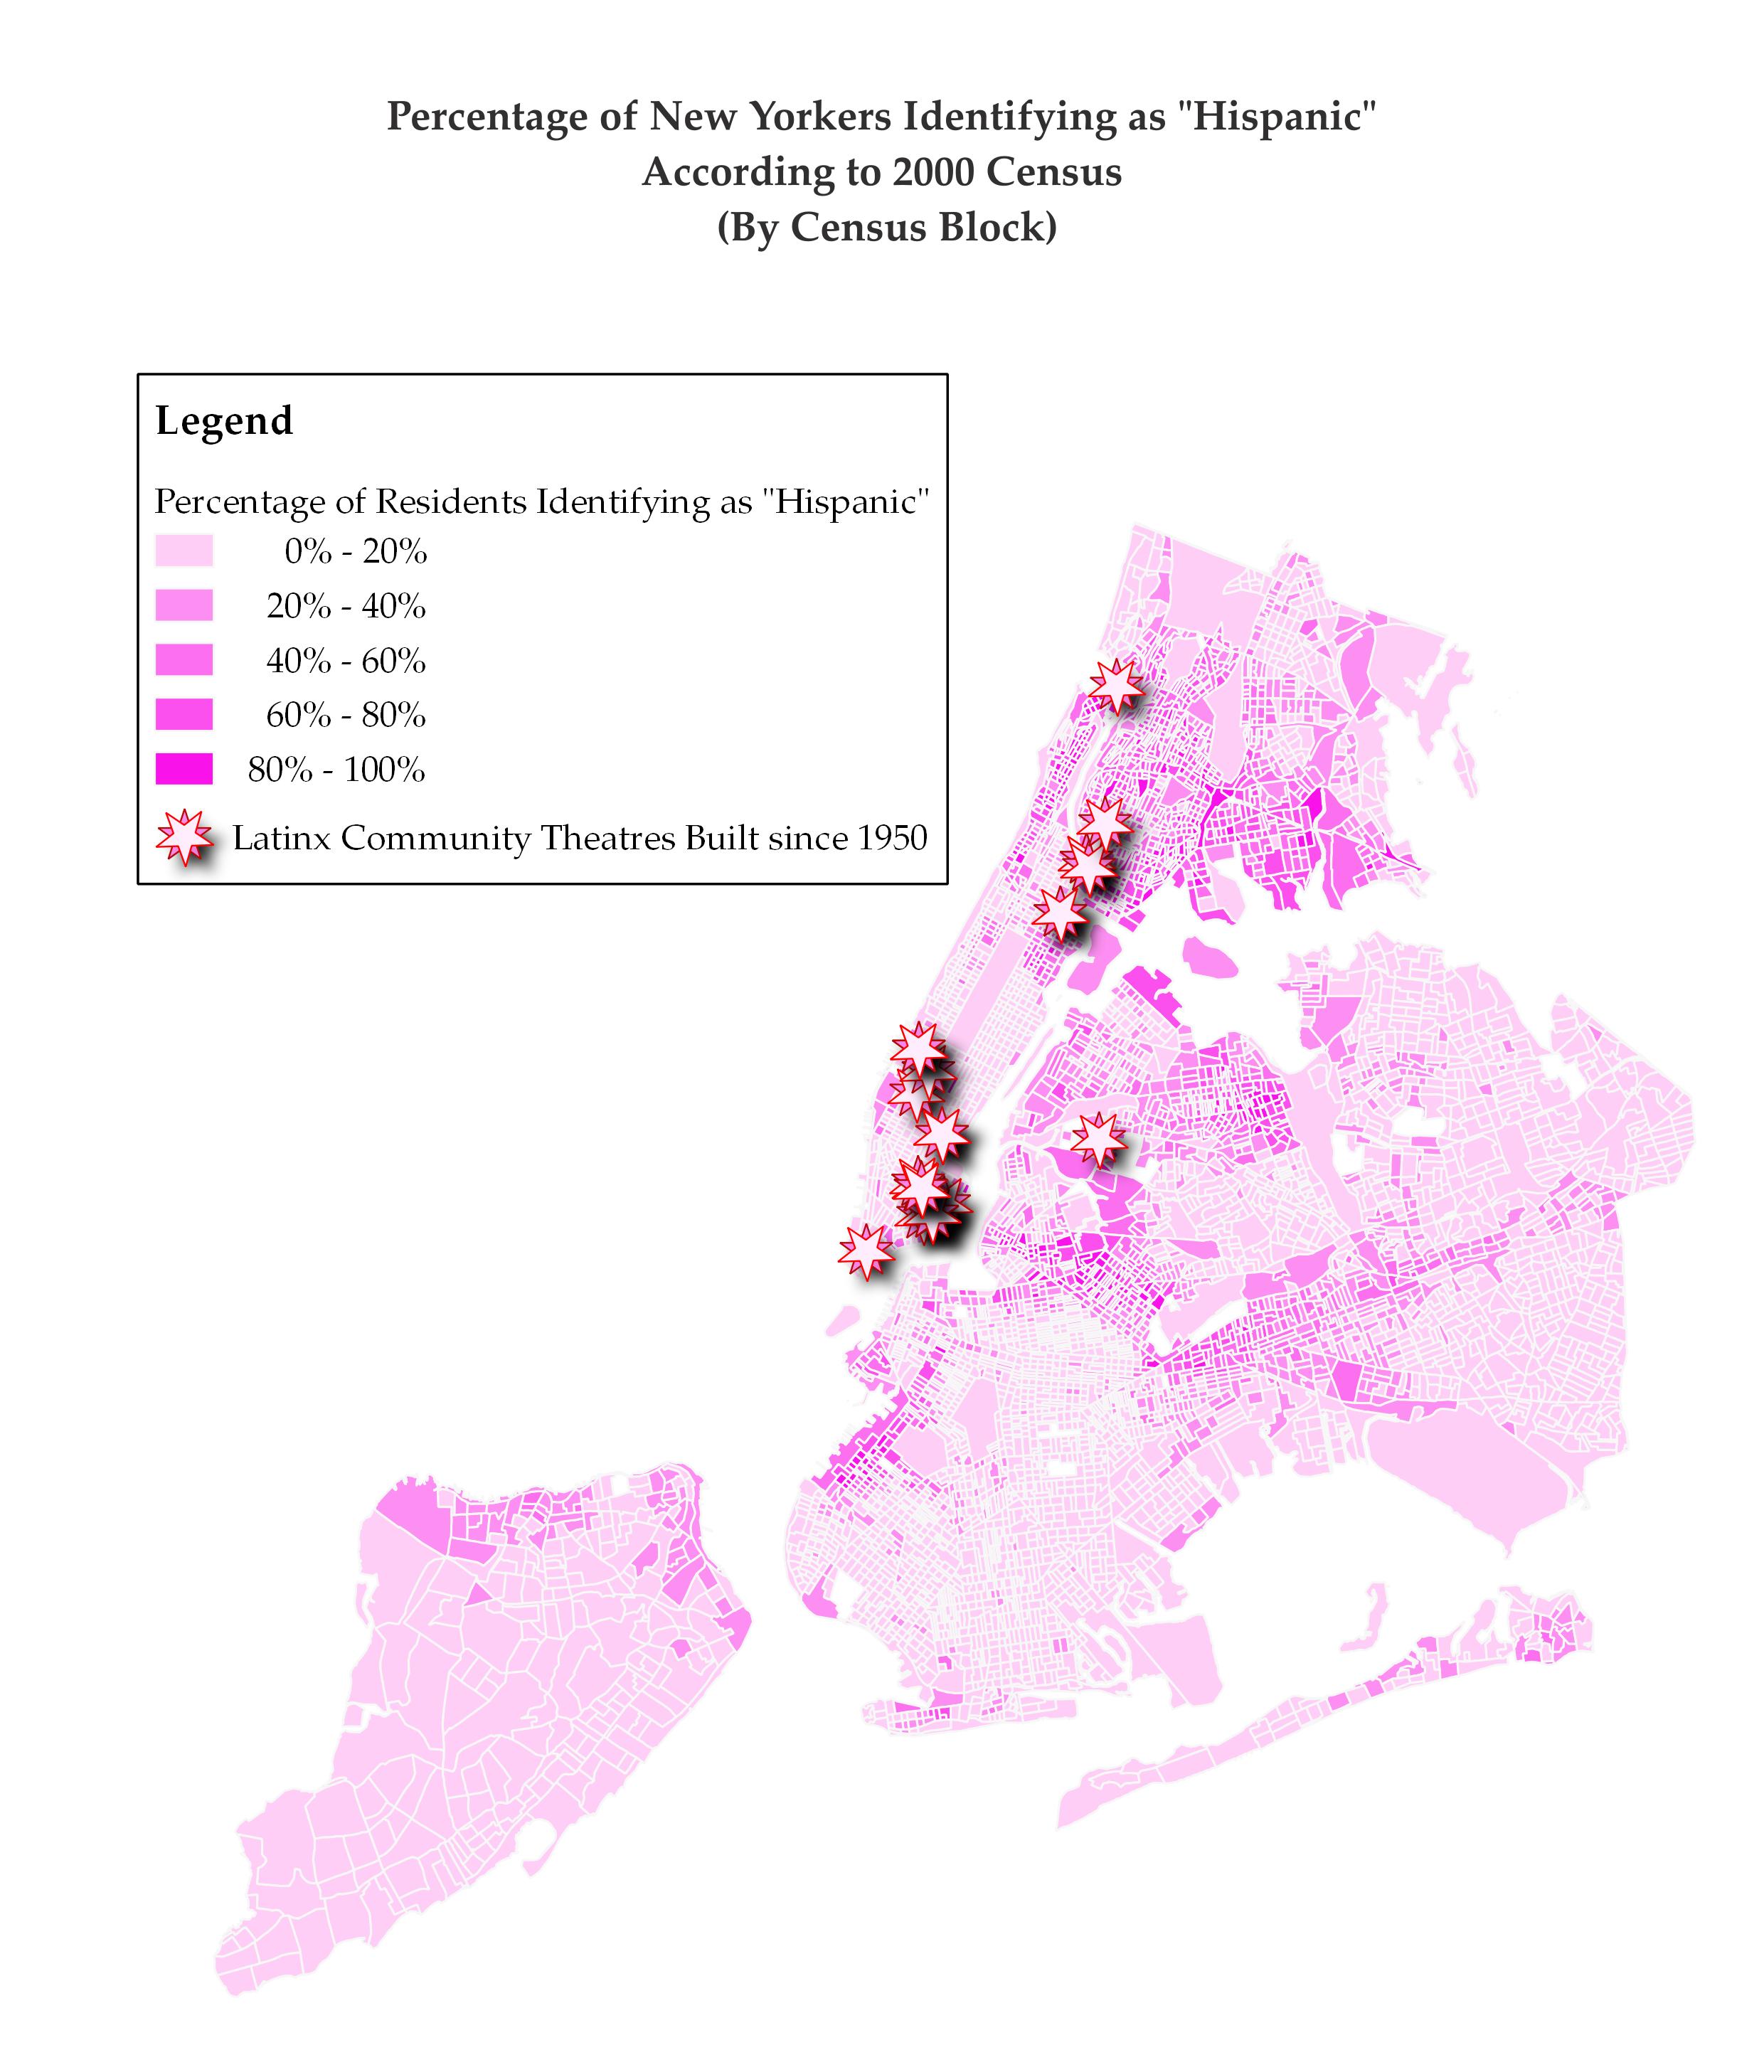 Percentage of New Yorkers Identifying as "Hispanic"
According to 2000 Census
(By Census Block)
Legend
Percentage of Residents Identifying as "Hispanic"
0% - 20%
20% - 40%
40% - 60%
60% - 80%
80% - 100%
Latinx Community Theatres Built since 1950